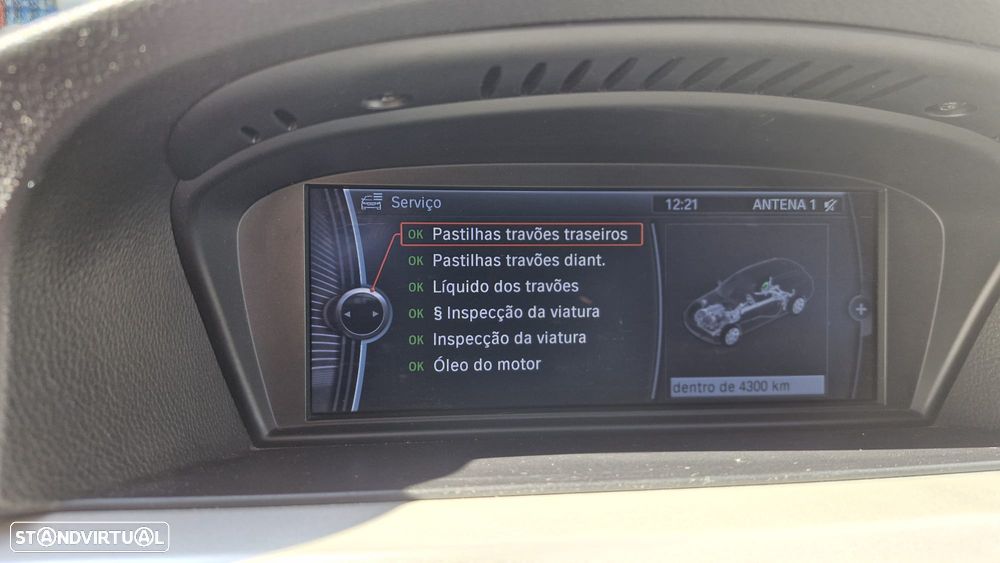 Serviço
12:21 ANTENA 1
OK Pastilhas travões traseiros
OK Pastilhas travões diant.
OK Líquido dos travões
OK § Inspecção da viatura
OK Inspecção da viatura
OK Óleo do motor
dentro de 4300 km
STANDVIRTUAL